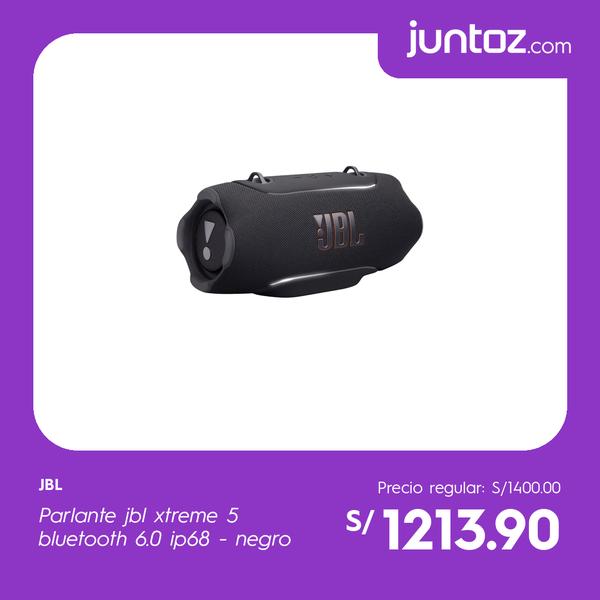 juntoz.com
JBL
JBL
Precio regular: S/1400.00
Parlante jbl xtreme 5
bluetooth 6.0 ip68 - negro
S/ 1213.90